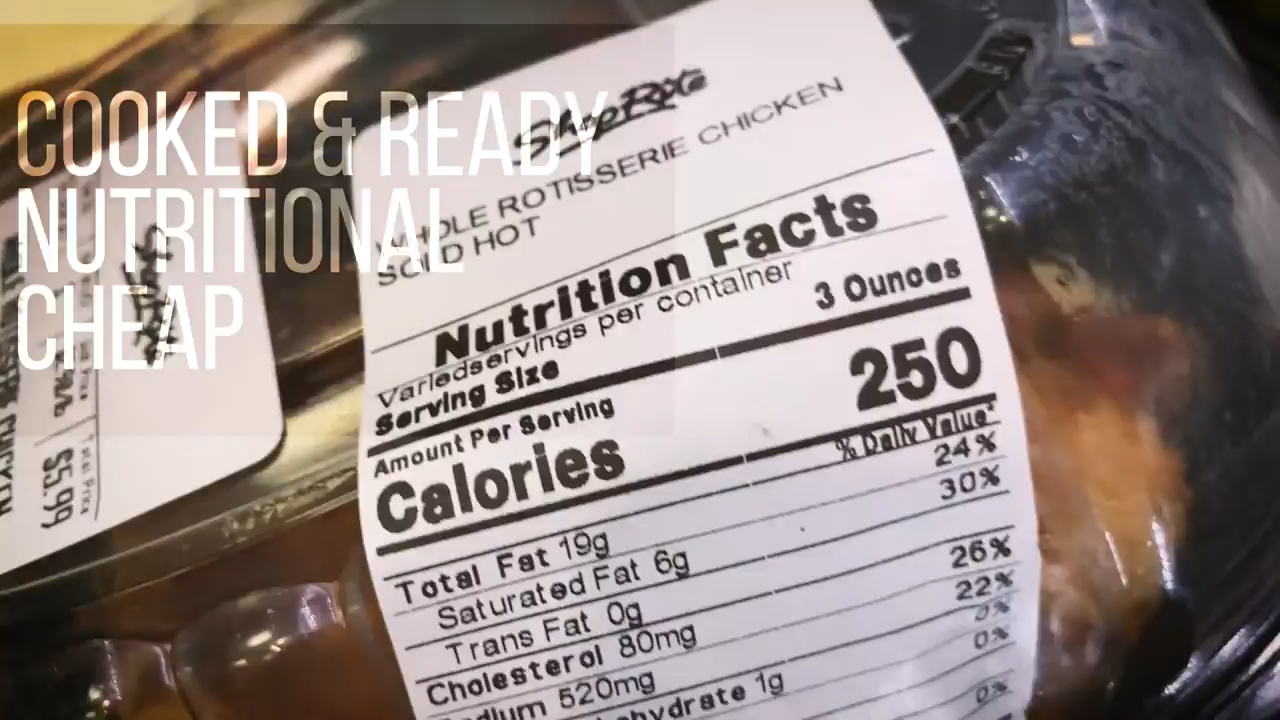 COOKED & READY
NUTRITIONAL
CHEAP
ShopRite
WHOLE ROTISSERIE CHICKEN
SOLD HOT
Nutrition Facts
Variedservings per container
Serving Size 3 Ounces
Amount Per Serving
Calories 250
% Daily Value*
Total Fat 19g 24%
Saturated Fat 6g 30%
Trans Fat 0g
Cholesterol 80mg 26%
520mg 22%
1g 0%
0%
0%
Total Price
$5.99